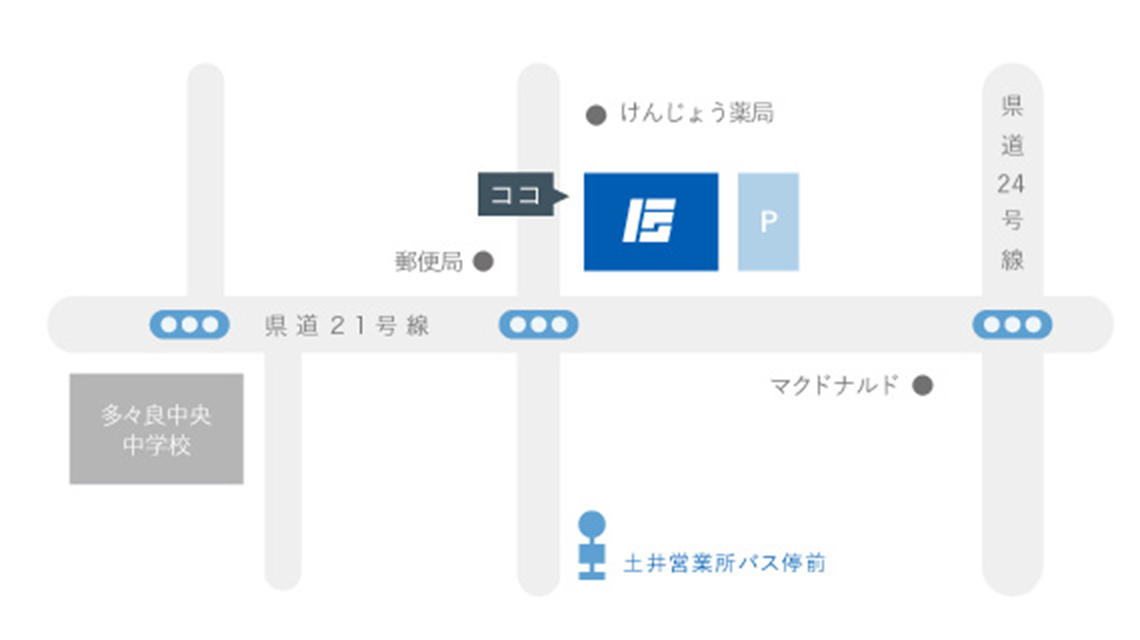 けんじょう薬局
県道24号線
ココ
P
郵便局
県道21号線
マクドナルド
多々良中央
中学校
土井営業所バス停前